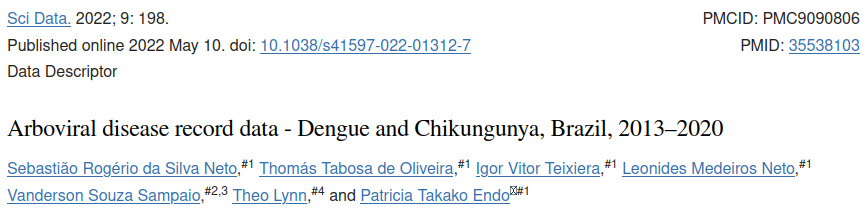 Sci Data. 2022; 9: 198. PMCID: PMC9090806
Published online 2022 May 10. doi: 10.1038/s41597-022-01312-7 PMID: 35538103
Data Descriptor
Arboviral disease record data - Dengue and Chikungunya, Brazil, 2013–2020
Sebastião Rogério da Silva Neto,#1 Thomás Tabosa de Oliveira,#1 Igor Vitor Teixiera,#1 Leonides Medeiros Neto,#1
Vanderson Souza Sampaio,#2,3 Theo Lynn,#4 and Patricia Takako Endo#1